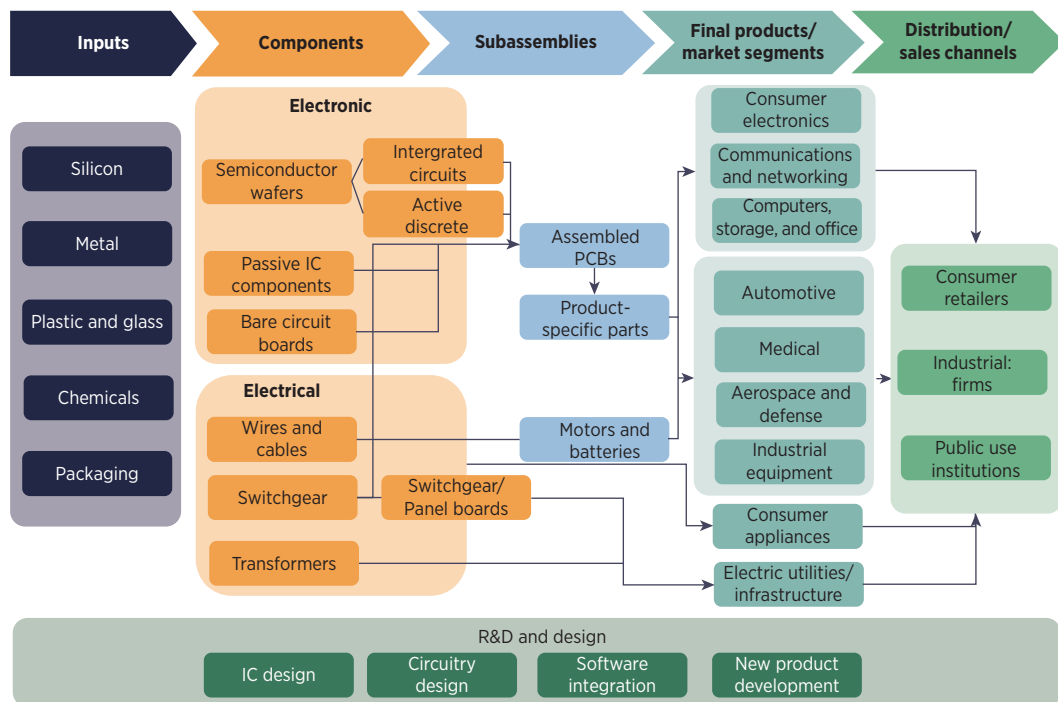 Inputs
Components
Subassemblies
Final products/
market segments
Distribution/
sales channels
Silicon
Metal
Plastic and glass
Chemicals
Packaging
Electronic
Semiconductor
wafers
Intergrated
circuits
Active
discrete
Passive IC
components
Bare circuit
boards
Electrical
Wires and
cables
Switchgear
Switchgear/
Panel boards
Transformers
Assembled
PCBs
Product-
specific parts
Motors and
batteries
Consumer
electronics
Communications
and networking
Computers,
storage, and office
Automotive
Medical
Aerospace and
defense
Industrial
equipment
Consumer
appliances
Electric utilities/
infrastructure
Consumer
retailers
Industrial:
firms
Public use
institutions
R&D and design
IC design
Circuitry
design
Software
integration
New product
development